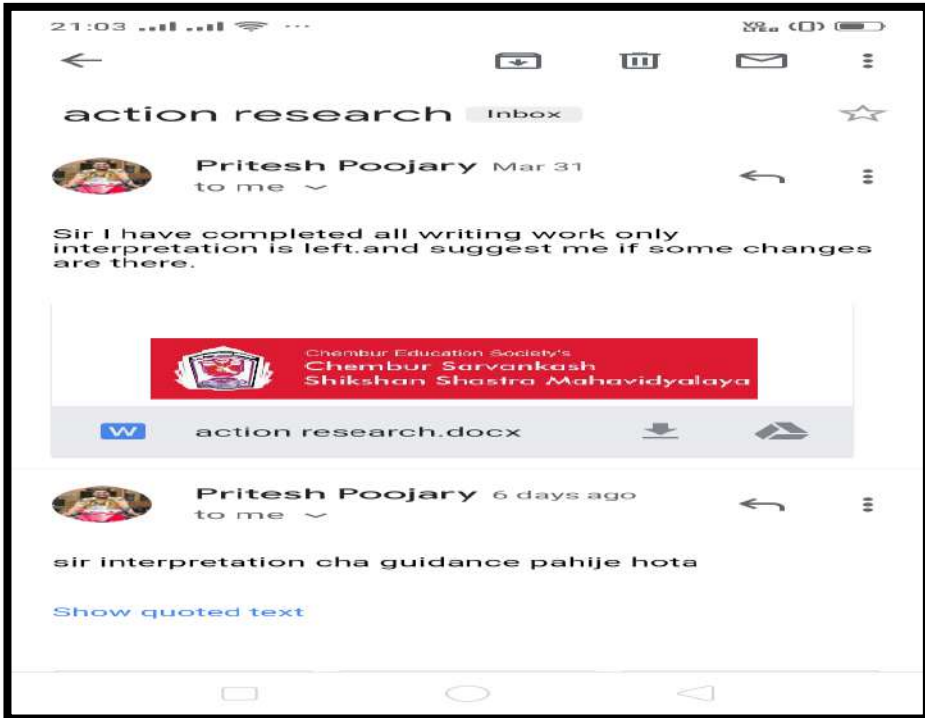 21:03
action research Inbox
Pritesh Poojary Mar 31
to me
Sir I have completed all writing work only
interpretation is left.and suggest me if some changes
are there.
Chembur Education Society's
Chembur Sarvankash
Shikshan Shastra Mahavidyalaya
W action research.docx
Pritesh Poojary 6 days ago
to me
sir interpretation cha guidance pahije hota
Show quoted text